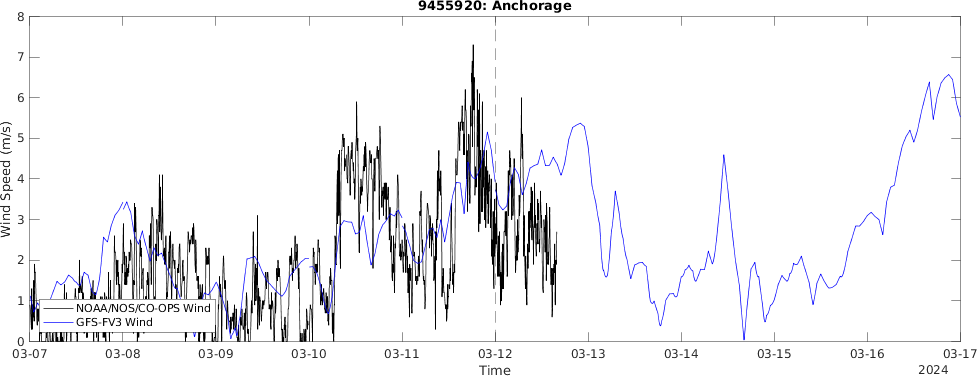 9455920: Anchorage
8
7
6
5
4
3
2
1
0
Wind Speed (m/s)
NOAA/NOS/CO-OPS Wind
GFS-FV3 Wind
03-07 03-08 03-09 03-10 03-11 03-12 03-13 03-14 03-15 03-16 03-17
Time
2024